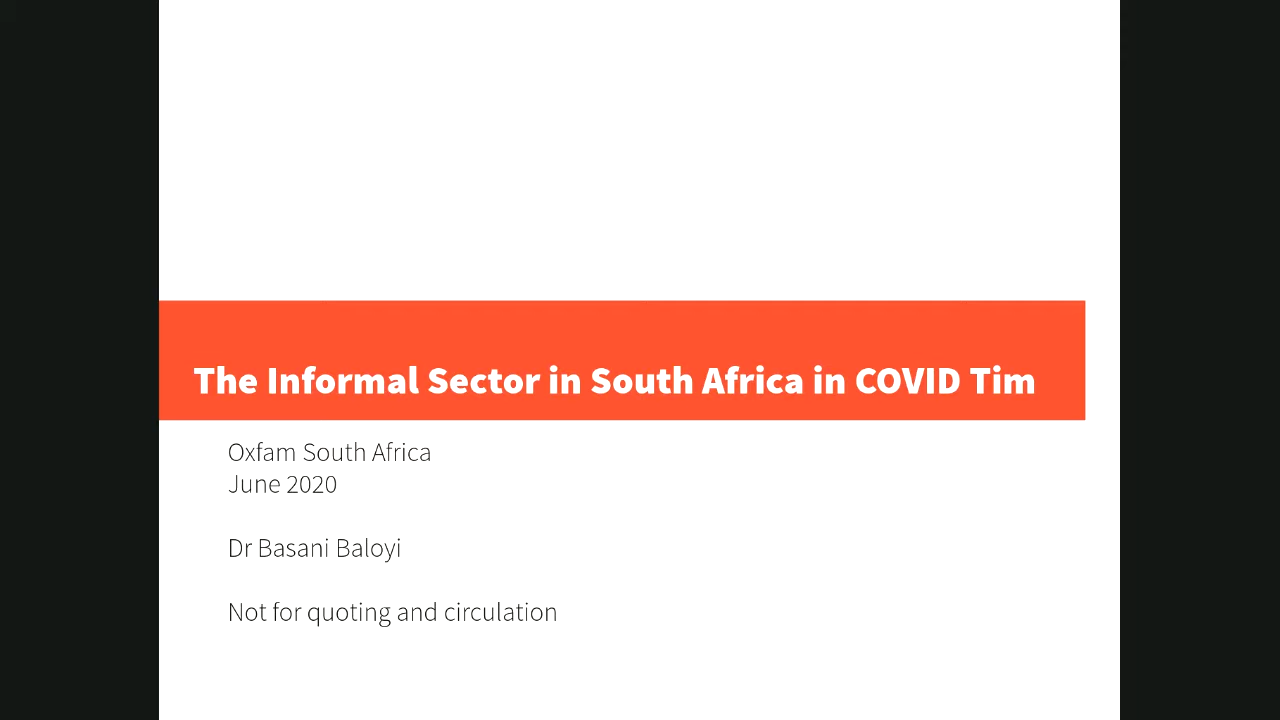 The Informal Sector in South Africa in COVID Tim
Oxfam South Africa
June 2020
Dr Basani Baloyi
Not for quoting and circulation